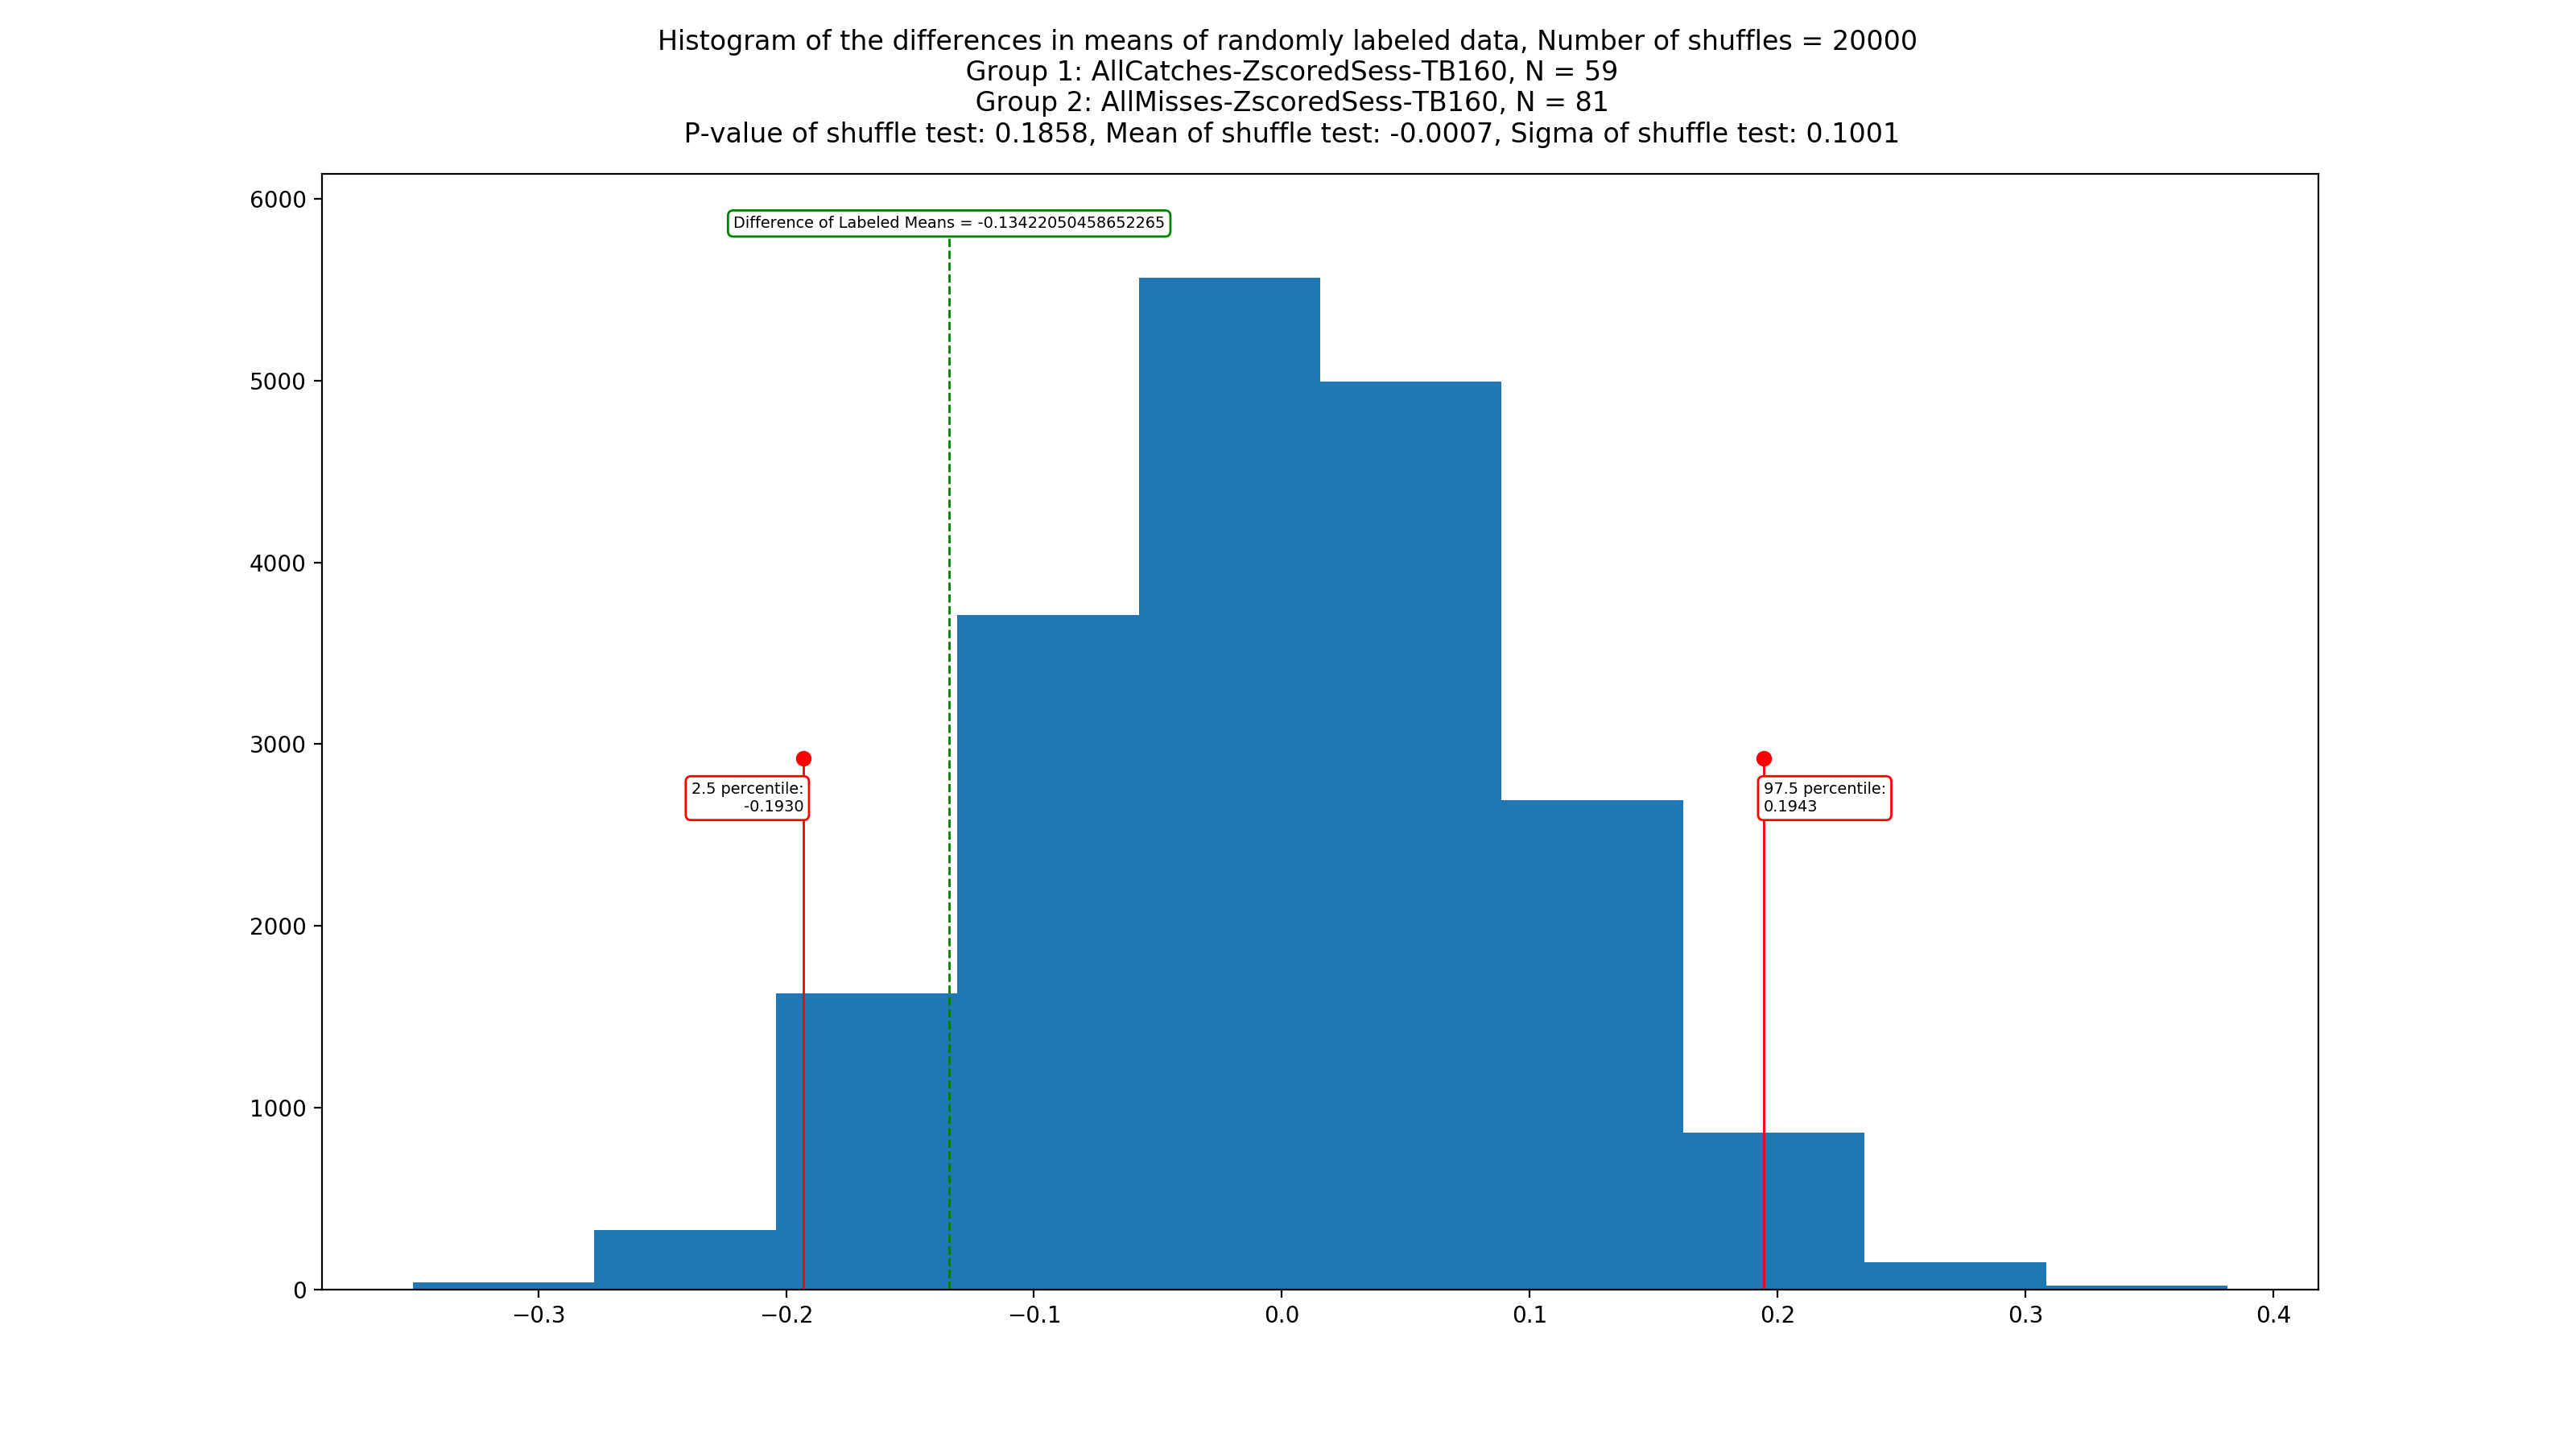 Histogram of the differences in means of randomly labeled data, Number of shuffles = 20000
Group 1: AllCatches-ZscoredSess-TB160, N = 59
Group 2: AllMisses-ZscoredSess-TB160, N = 81
P-value of shuffle test: 0.1858, Mean of shuffle test: -0.0007, Sigma of shuffle test: 0.1001
6000
Difference of Labeled Means = -0.13422050458652265
5000
4000
3000
2.5 percentile:
-0.1930
97.5 percentile:
0.1943
2000
1000
0
−0.3 −0.2 −0.1 0.0 0.1 0.2 0.3 0.4